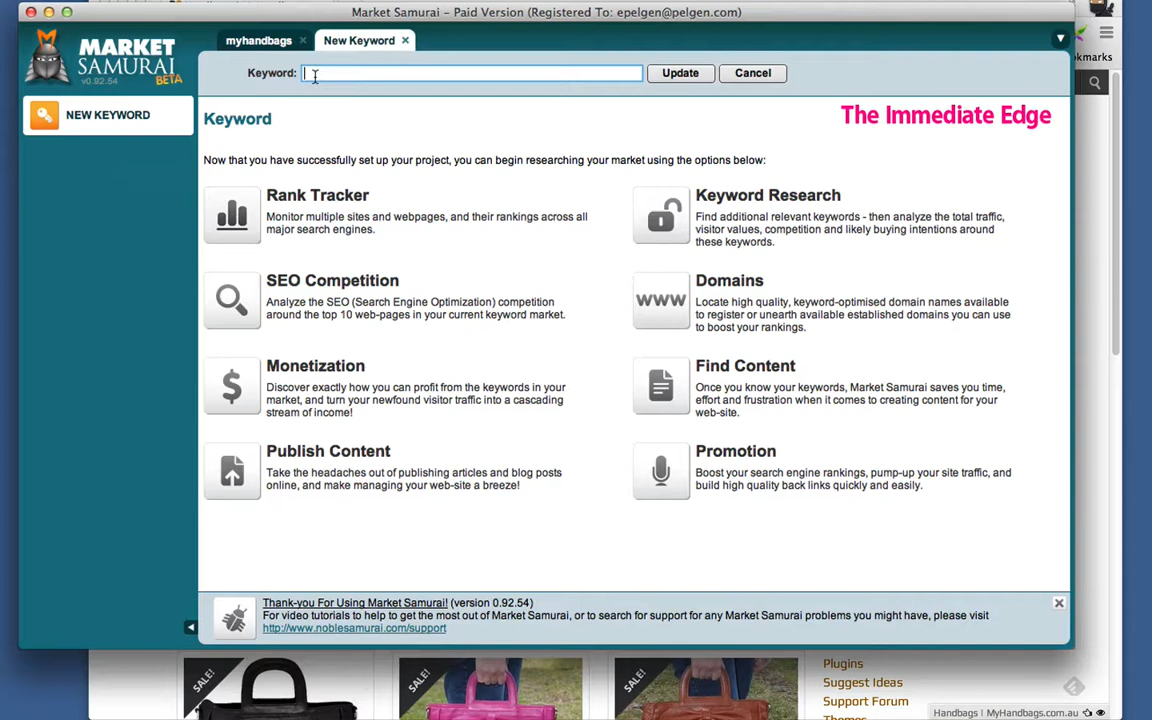 Market Samurai – Paid Version (Registered To: epelgen@pelgen.com)
MARKET
SAMURAI
v0.92.54 BETA
myhandbags
New Keyword
Keyword:
Update
Cancel
NEW KEYWORD
Keyword
The Immediate Edge
Now that you have successfully set up your project, you can begin researching your market using the options below:
Rank Tracker
Monitor multiple sites and webpages, and their rankings across all
major search engines.
Keyword Research
Find additional relevant keywords - then analyze the total traffic,
visitor values, competition and likely buying intentions around
these keywords.
SEO Competition
Analyze the SEO (Search Engine Optimization) competition
around the top 10 web-pages in your current keyword market.
WWW
Domains
Locate high quality, keyword-optimised domain names available
to register or unearth available established domains you can use
to boost your rankings.
$
Monetization
Discover exactly how you can profit from the keywords in your
market, and turn your newfound visitor traffic into a cascading
stream of income!
Find Content
Once you know your keywords, Market Samurai saves you time,
effort and frustration when it comes to creating content for your
web-site.
Publish Content
Take the headaches out of publishing articles and blog posts
online, and make managing your web-site a breeze!
Promotion
Boost your search engine rankings, pump-up your site traffic, and
build high quality back links quickly and easily.
Thank-you For Using Market Samurai! (version 0.92.54)
For video tutorials to help to get the most out of Market Samurai, or to search for support for any Market Samurai problems you might have, please visit
http://www.noblesamurai.com/support
okmarks
SALE!
SALE!
SALE!
Plugins
Suggest Ideas
Support Forum
Handbags | MyHandbags.com.au